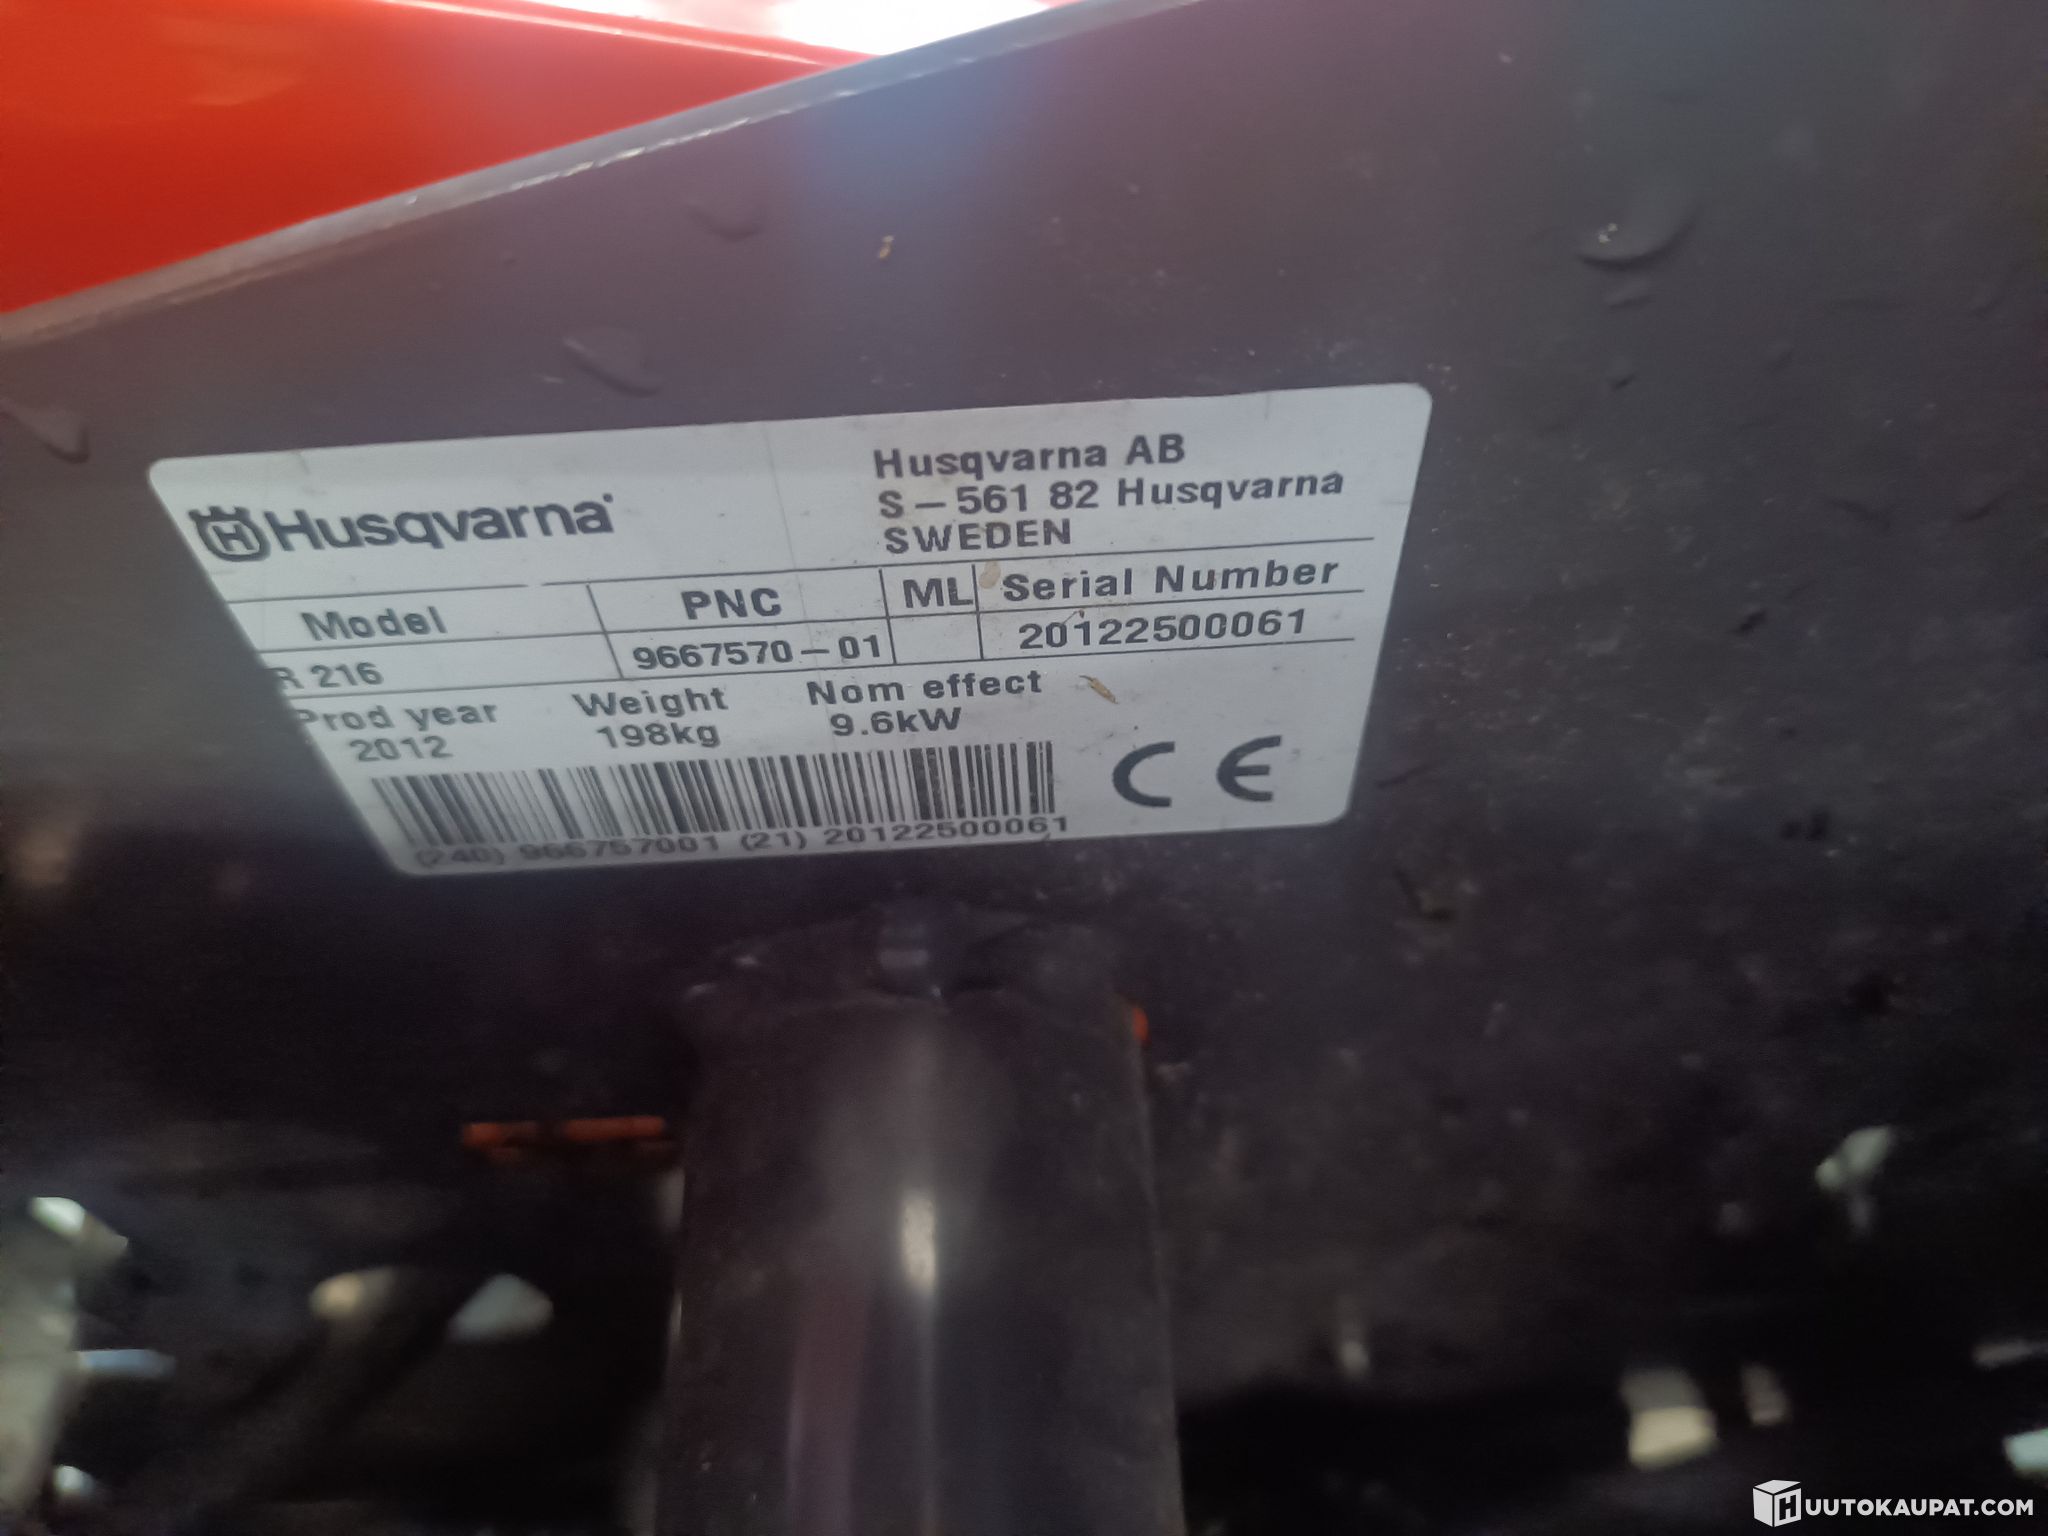 Husqvarna
Husqvarna AB
S – 561 82 Husqvarna
SWEDEN
Model PNC ML Serial Number
R 216 9667570 – 01 20122500061
Prod year Weight Nom effect
2012 198kg 9.6kW
CE
(240) 966757001 (21) 20122500061
HUUTOKAUPAT.COM